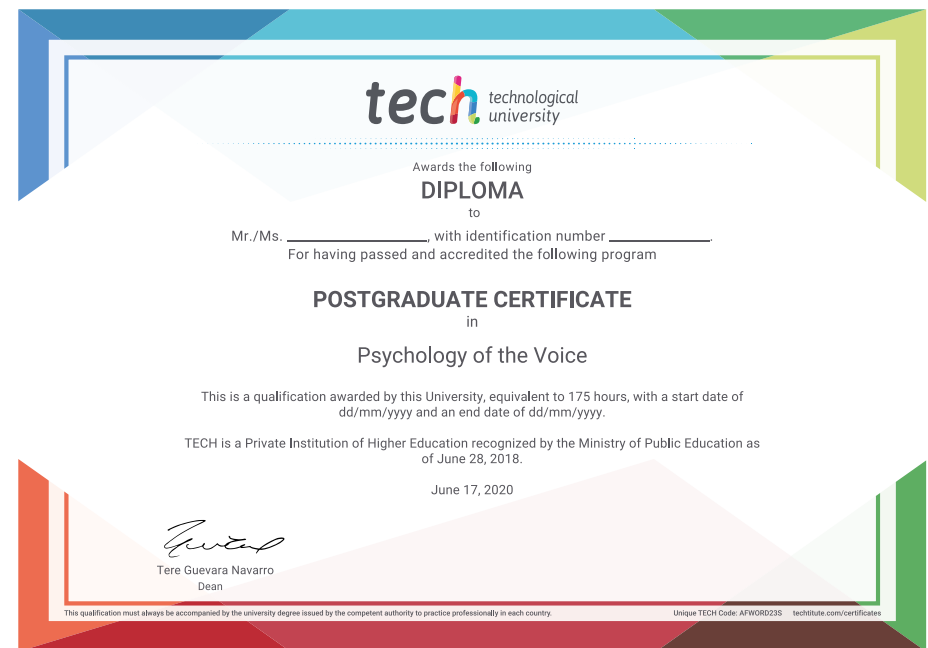 tech technological
university
Awards the following
DIPLOMA
to
Mr./Ms. ____________________, with identification number ______________.
For having passed and accredited the following program
POSTGRADUATE CERTIFICATE
in
Psychology of the Voice
This is a qualification awarded by this University, equivalent to 175 hours, with a start date of
dd/mm/yyyy and an end date of dd/mm/yyyy.
TECH is a Private Institution of Higher Education recognized by the Ministry of Public Education as
of June 28, 2018.
June 17, 2020
Tere Guevara Navarro
Dean
This qualification must always be accompanied by the university degree issued by the competent authority to practice professionally in each country.
Unique TECH Code: AFWORD23S techtitute.com/certificates